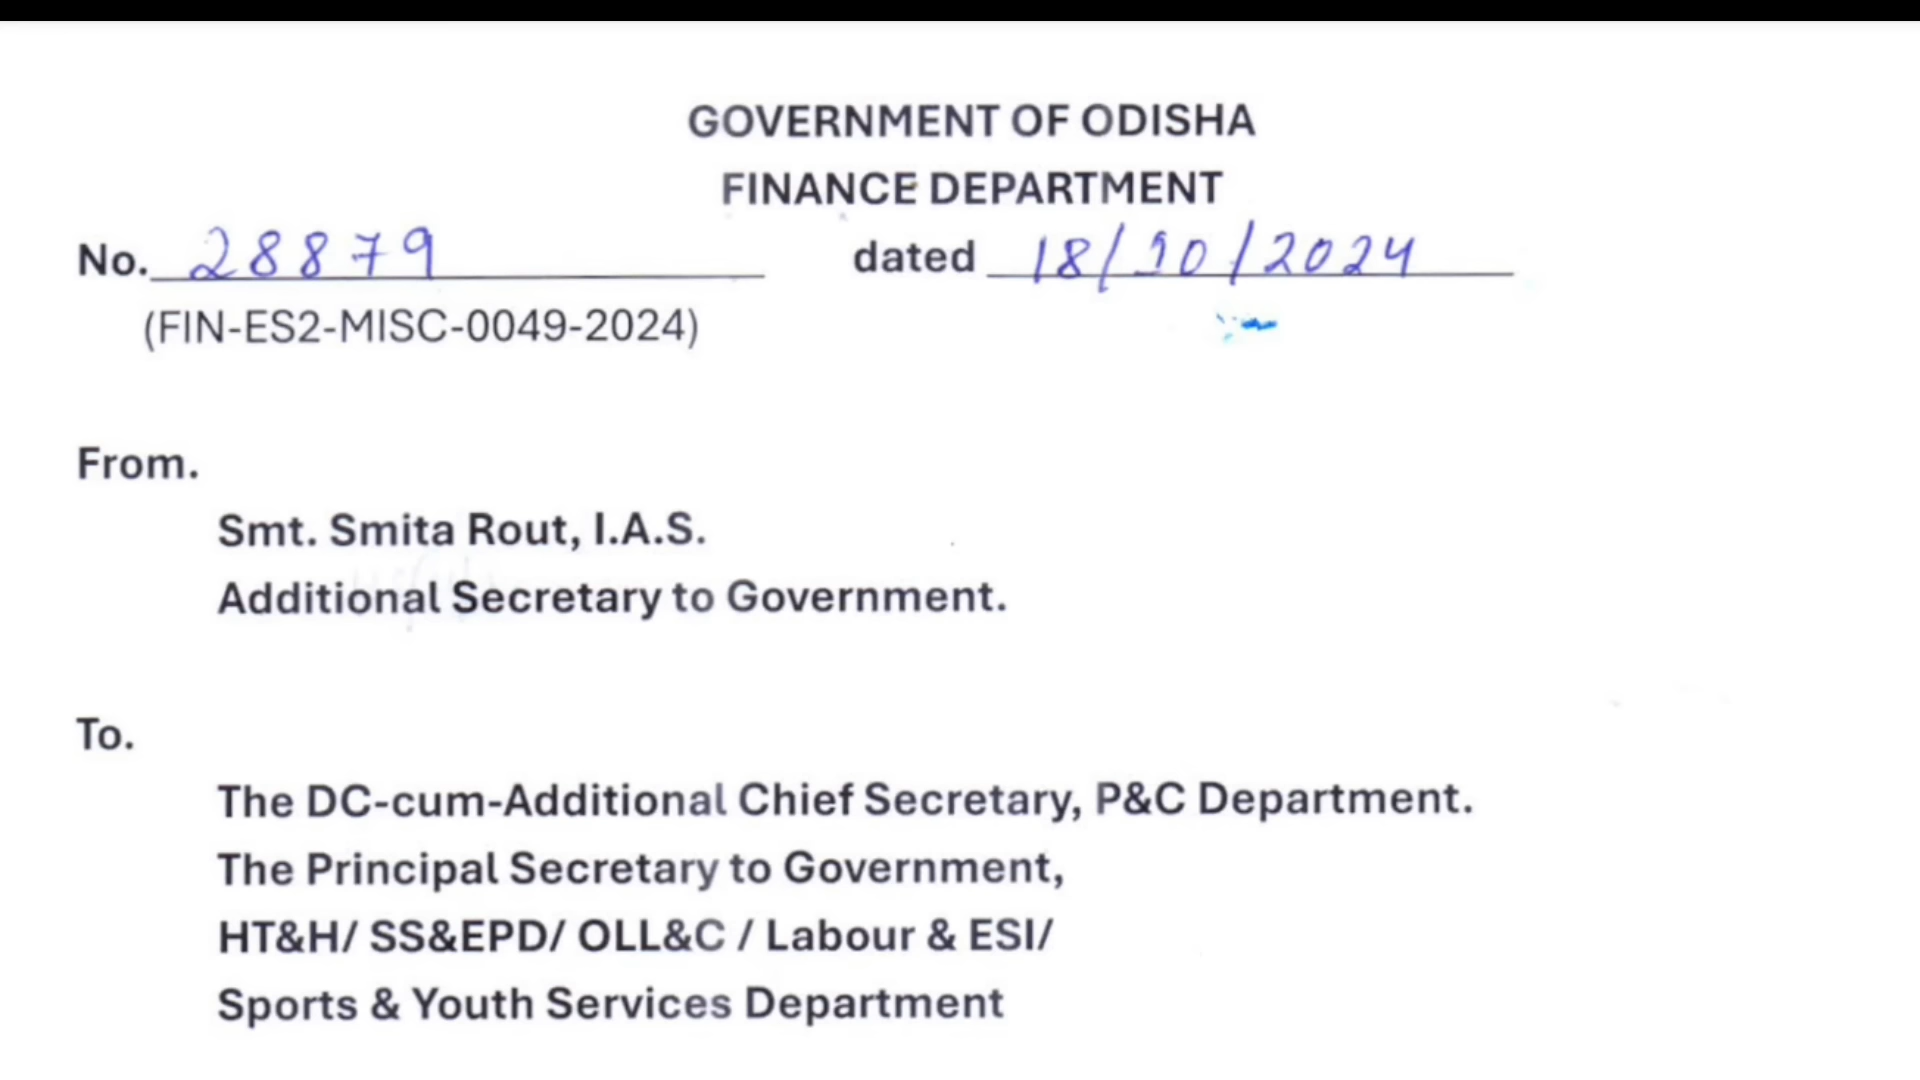 GOVERNMENT OF ODISHA
FINANCE DEPARTMENT
No. 28879 dated 18/10/2024
(FIN-ES2-MISC-0049-2024)
From.
Smt. Smita Rout, I.A.S.
Additional Secretary to Government.
To.
The DC-cum-Additional Chief Secretary, P&C Department.
The Principal Secretary to Government,
HT&H/ SS&EPD/ OLL&C / Labour & ESI/
Sports & Youth Services Department